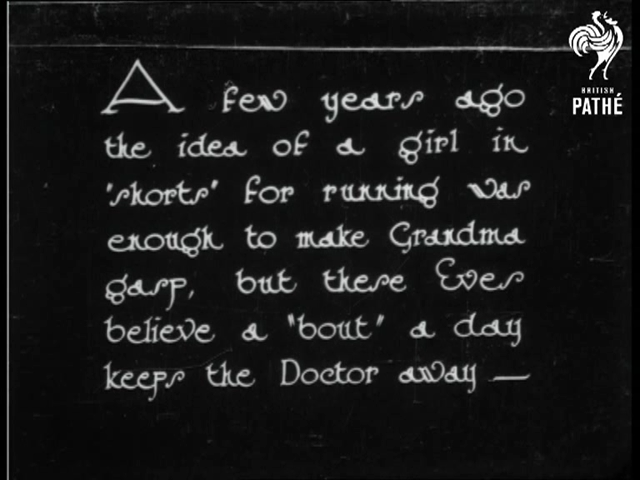 BRITISH
PATHÉ
A few years ago
the idea of a girl in
'shorts' for running was
enough to make Grandma
gasp, but these Eves
believe a "bout" a day
keeps the Doctor away —